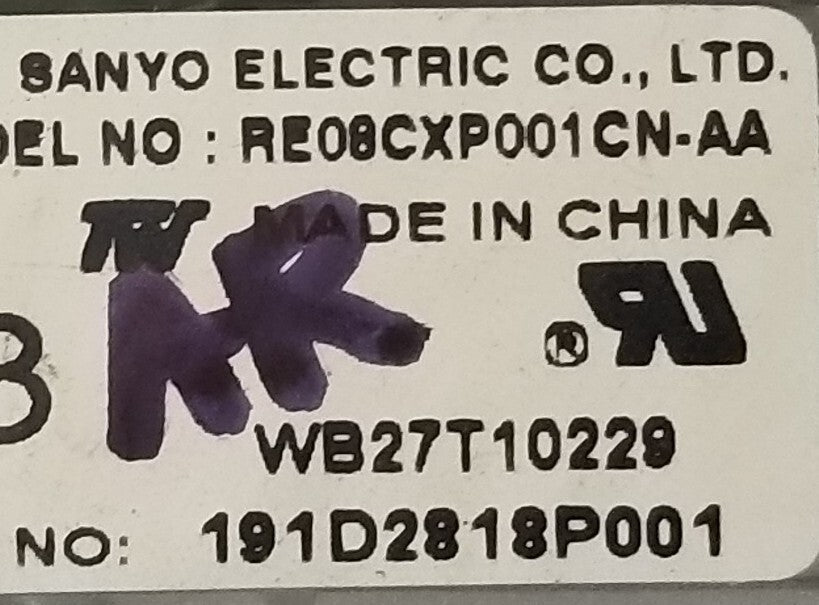 SANYO ELECTRIC CO., LTD.
DEL NO : RE08CXP001CN-AA
MADE IN CHINA
®
WB27T10229
NO: 191D2818P001